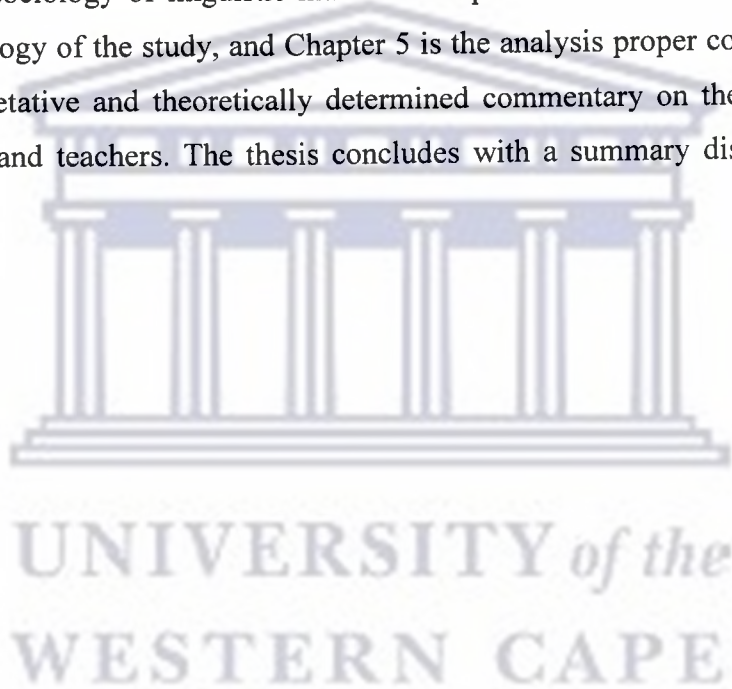 ogy of the study, and Chapter 5 is the analysis proper co
etative and theoretically determined commentary on the
and teachers. The thesis concludes with a summary dis
UNIVERSITY of the
WESTERN CAPE